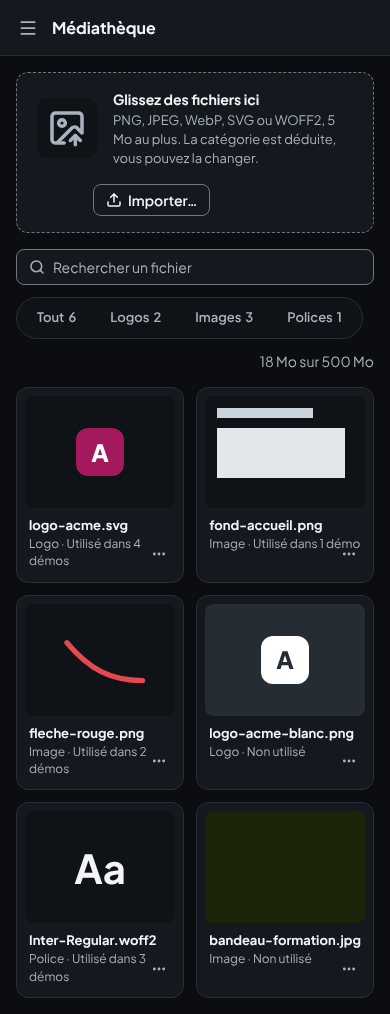 Médiathèque
Glissez des fichiers ici
PNG, JPEG, WebP, SVG ou WOFF2, 5
Mo au plus. La catégorie est déduite,
vous pouvez la changer.
Importer…
Rechercher un fichier
Tout 6 Logos 2 Images 3 Polices 1
18 Mo sur 500 Mo
A
logo-acme.svg
Logo · Utilisé dans 4
démos
fond-accueil.png
Image · Utilisé dans 1 démo
fleche-rouge.png
Image · Utilisé dans 2
démos
A
logo-acme-blanc.png
Logo · Non utilisé
Aa
Inter-Regular.woff2
Police · Utilisé dans 3
démos
bandeau-formation.jpg
Image · Non utilisé